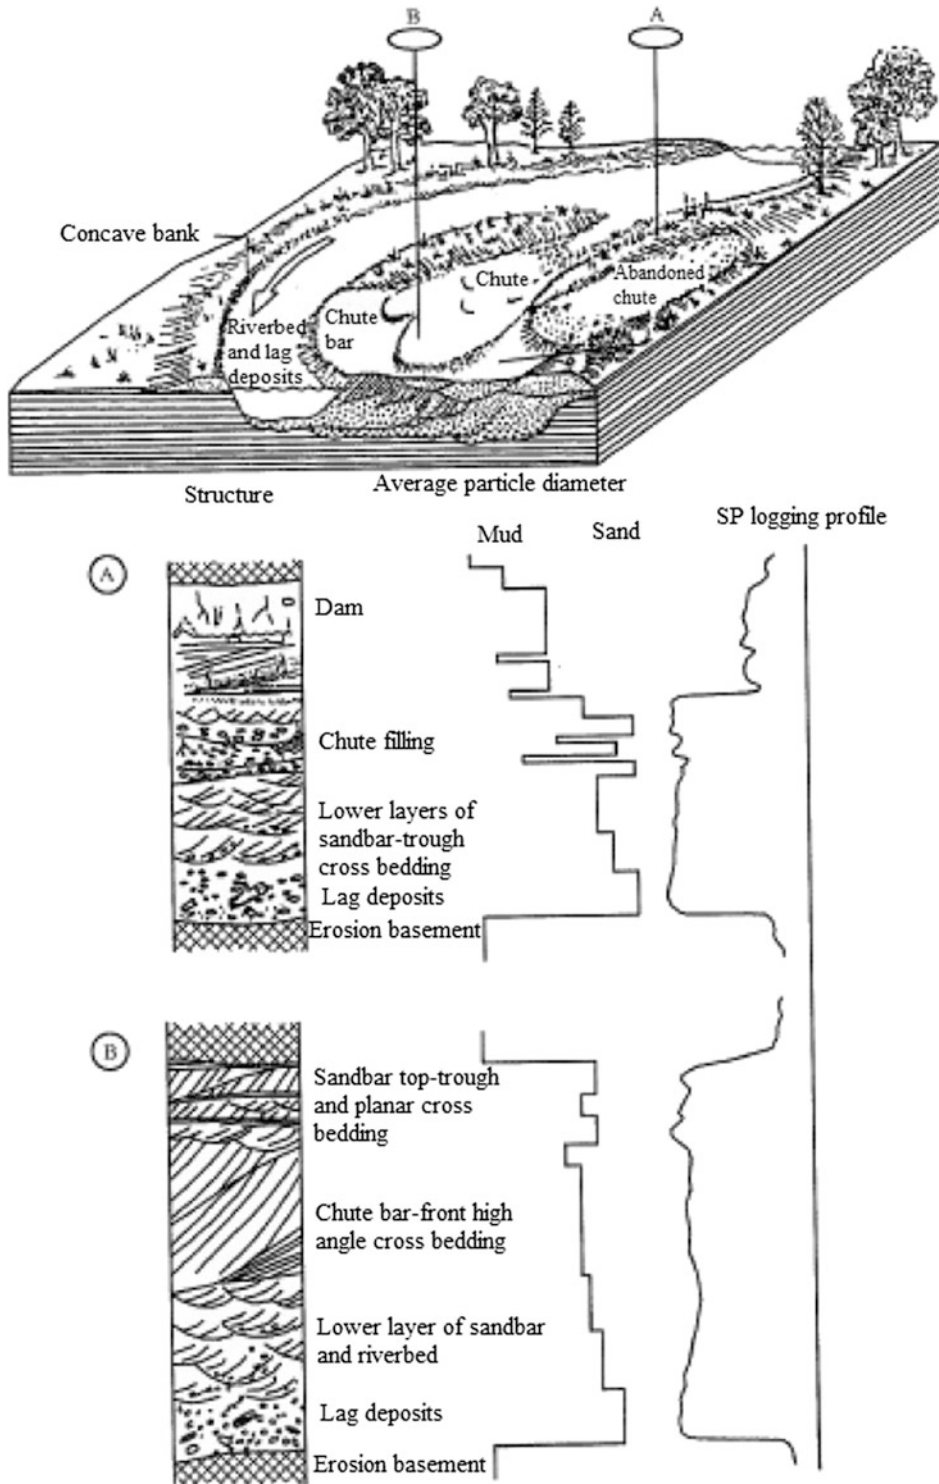 B
A
Concave bank
Chute
Abandoned
chute
Chute
bar
Riverbed
and lag
deposits
Structure
Average particle diameter
SP logging profile
Mud
Sand
A
Dam
Chute filling
Lower layers of
sandbar-trough
cross bedding
Lag deposits
Erosion basement
B
Sandbar top-trough
and planar cross
bedding
Chute bar-front high
angle cross bedding
Lower layer of sandbar
and riverbed
Lag deposits
Erosion basement